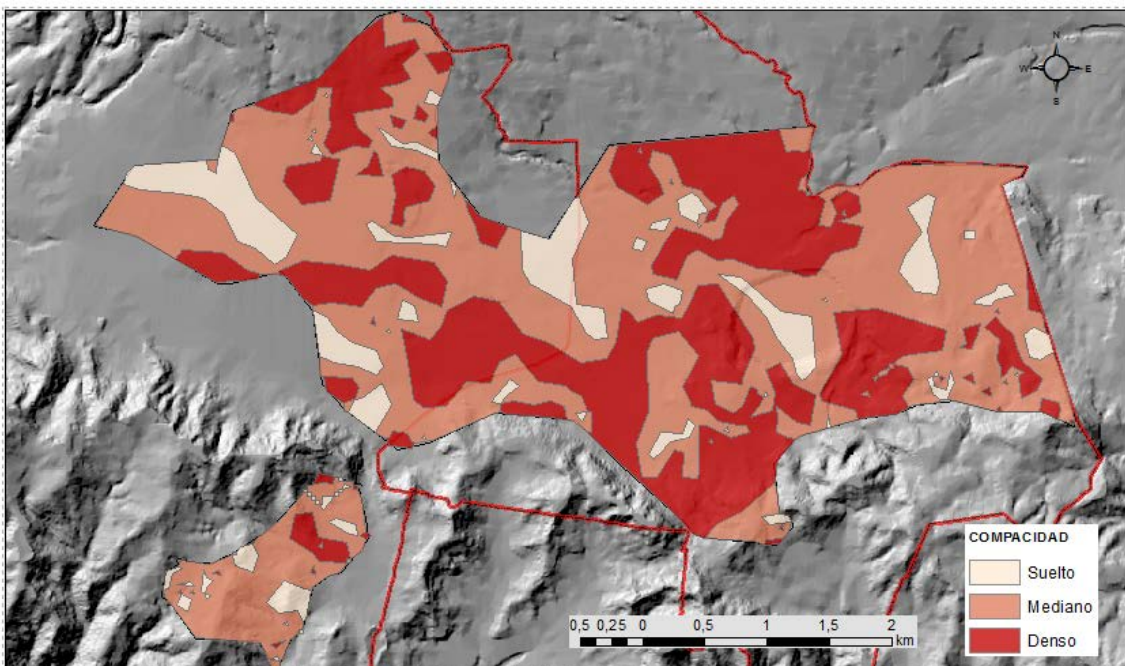 N
W E
S
COMPACIDAD
Suelto
Mediano
Denso
0,5 0,25 0 0,5 1 1,5 2
km